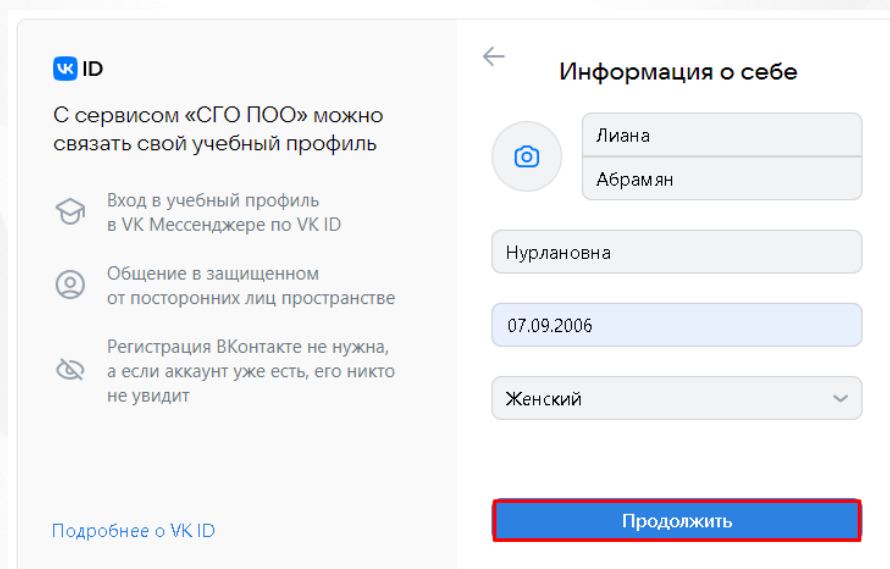 VK ID
С сервисом «СГО ПОО» можно
связать свой учебный профиль
Вход в учебный профиль
в VK Мессенджере по VK ID
Общение в защищенном
от посторонних лиц пространстве
Регистрация ВКонтакте не нужна,
а если аккаунт уже есть, его никто
не увидит
Подробнее о VK ID
Информация о себе
Лиана
Абрамян
Нурлановна
07.09.2006
Женский
Продолжить